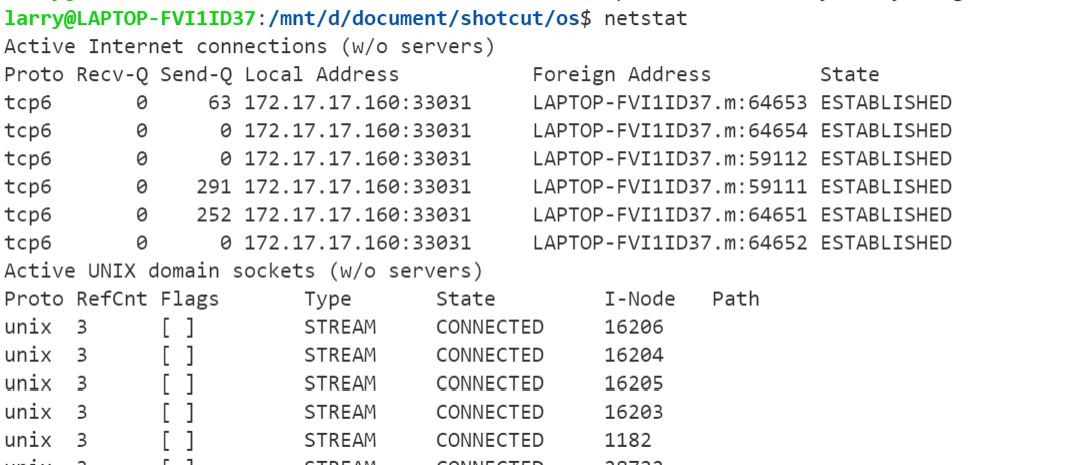 larry@LAPTOP-FVI1ID37:/mnt/d/document/shotcut/os$ netstat
Active Internet connections (w/o servers)
Proto Recv-Q Send-Q Local Address           Foreign Address         State
tcp6       0     63 172.17.17.160:33031     LAPTOP-FVI1ID37.m:64653 ESTABLISHED
tcp6       0      0 172.17.17.160:33031     LAPTOP-FVI1ID37.m:64654 ESTABLISHED
tcp6       0      0 172.17.17.160:33031     LAPTOP-FVI1ID37.m:59112 ESTABLISHED
tcp6       0    291 172.17.17.160:33031     LAPTOP-FVI1ID37.m:59111 ESTABLISHED
tcp6       0    252 172.17.17.160:33031     LAPTOP-FVI1ID37.m:64651 ESTABLISHED
tcp6       0      0 172.17.17.160:33031     LAPTOP-FVI1ID37.m:64652 ESTABLISHED
Active UNIX domain sockets (w/o servers)
Proto RefCnt Flags       Type       State         I-Node   Path
unix  3      [ ]         STREAM     CONNECTED     16206
unix  3      [ ]         STREAM     CONNECTED     16204
unix  3      [ ]         STREAM     CONNECTED     16205
unix  3      [ ]         STREAM     CONNECTED     16203
unix  3      [ ]         STREAM     CONNECTED     1182